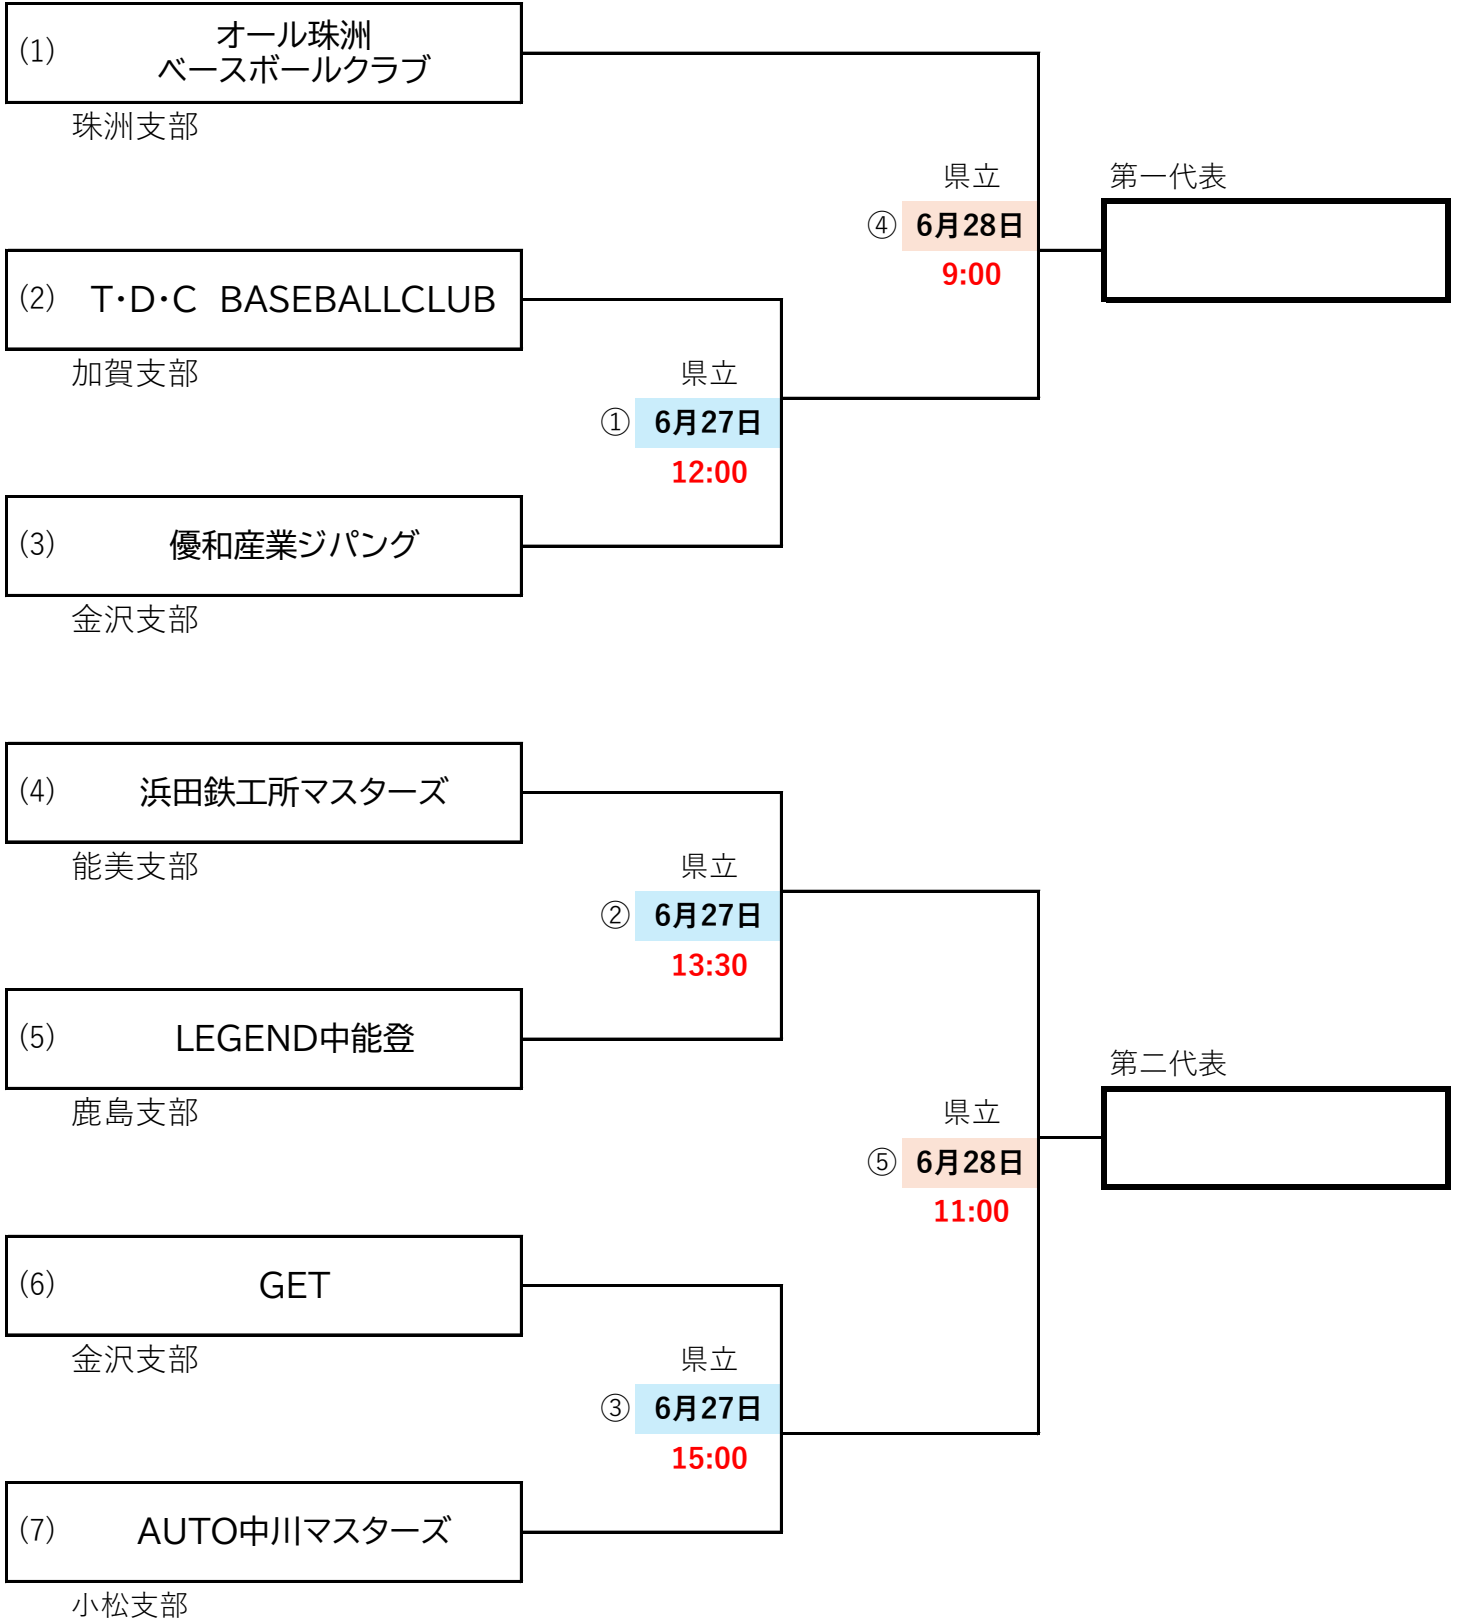 (1)
オール珠洲
ベースボールクラブ
珠洲支部
県立
④ 6月28日
9:00
第一代表
(2) T・D・C　BASEBALLCLUB
加賀支部
県立
① 6月27日
12:00
(3) 優和産業ジパング
金沢支部
(4) 浜田鉄工所マスターズ
能美支部
県立
② 6月27日
13:30
(5) LEGEND中能登
鹿島支部
県立
⑤ 6月28日
11:00
第二代表
(6) GET
金沢支部
県立
③ 6月27日
15:00
(7) AUTO中川マスターズ
小松支部